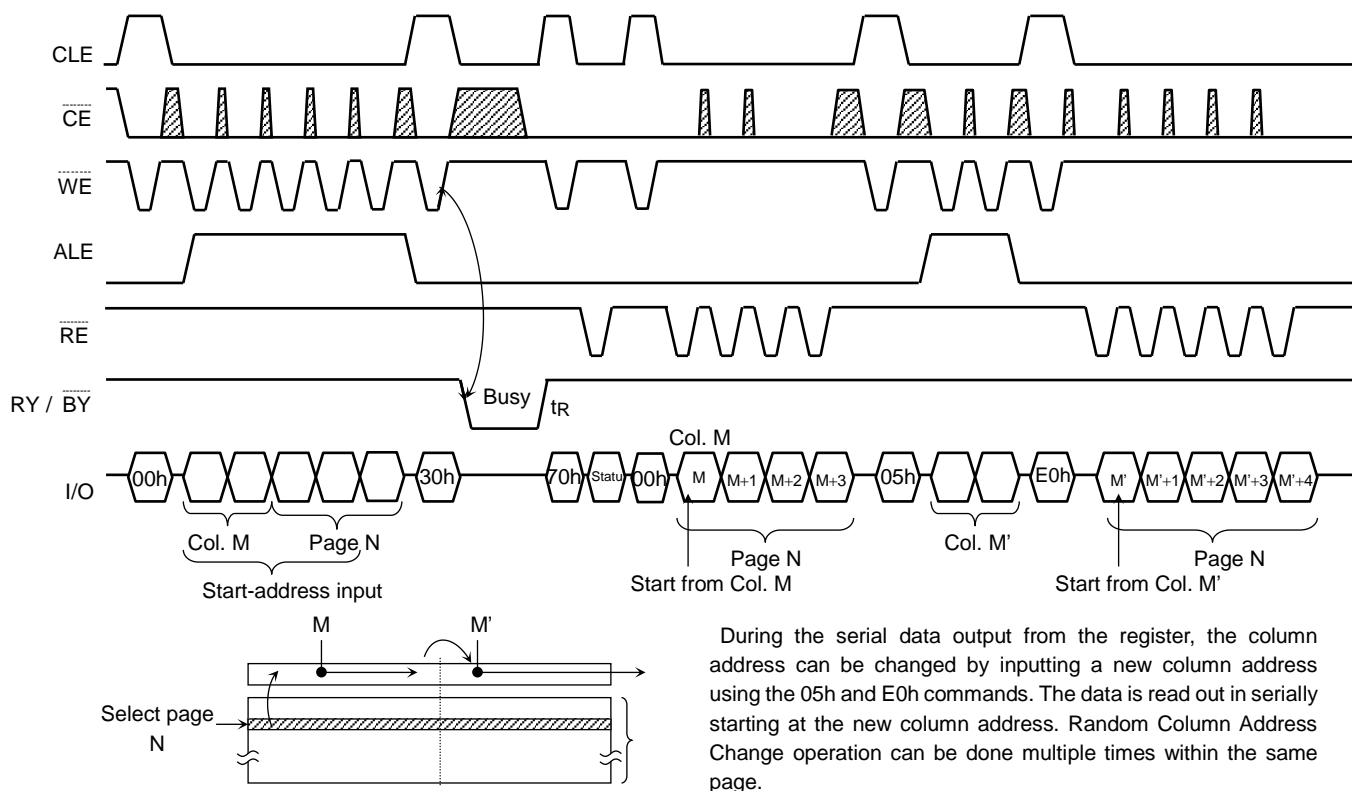 CLE
CE
WE
ALE
RE
RY / BY
Busy
tR
Col. M
I/O
00h
30h
70h
Statu
00h
M
M+1
M+2
M+3
05h
E0h
M'
M'+1
M'+2
M'+3
M'+4
Col. M
Page N
Page N
Col. M'
Page N
Start-address input
Start from Col. M
Start from Col. M'
M
M'
Select page
N
During the serial data output from the register, the column
address can be changed by inputting a new column address
using the 05h and E0h commands. The data is read out in serially
starting at the new column address. Random Column Address
Change operation can be done multiple times within the same
page.